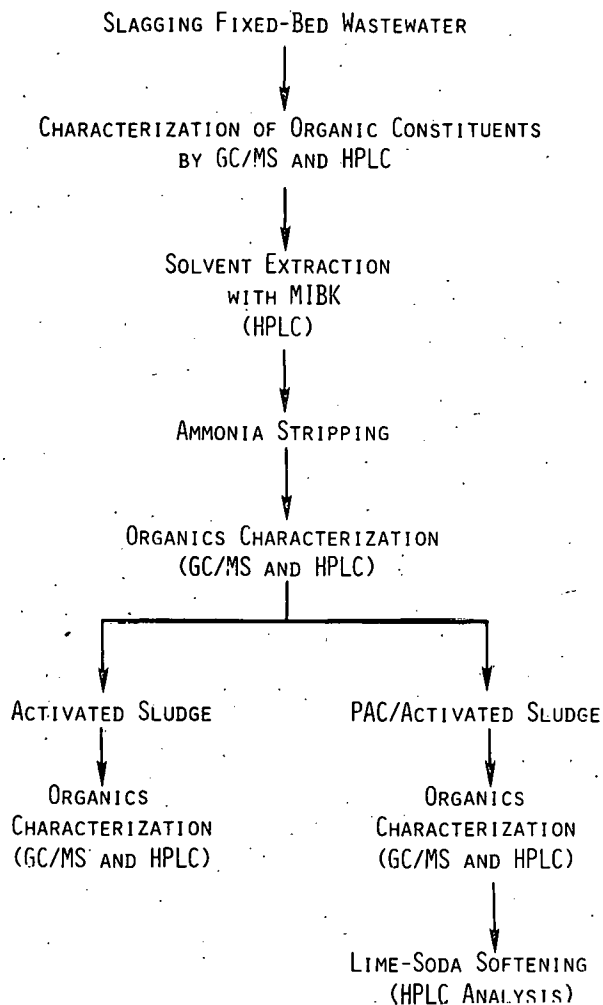 SLAGGING FIXED-BED WASTEWATER
CHARACTERIZATION OF ORGANIC CONSTITUENTS
BY GC/MS AND HPLC
SOLVENT EXTRACTION
WITH MIBK
(HPLC)
AMMONIA STRIPPING
ORGANICS CHARACTERIZATION
(GC/MS AND HPLC)
ACTIVATED SLUDGE
ORGANICS
CHARACTERIZATION
(GC/MS AND HPLC)
PAC/ACTIVATED SLUDGE
ORGANICS
CHARACTERIZATION
(GC/MS AND HPLC)
LIME-SODA SOFTENING
(HPLC ANALYSIS)